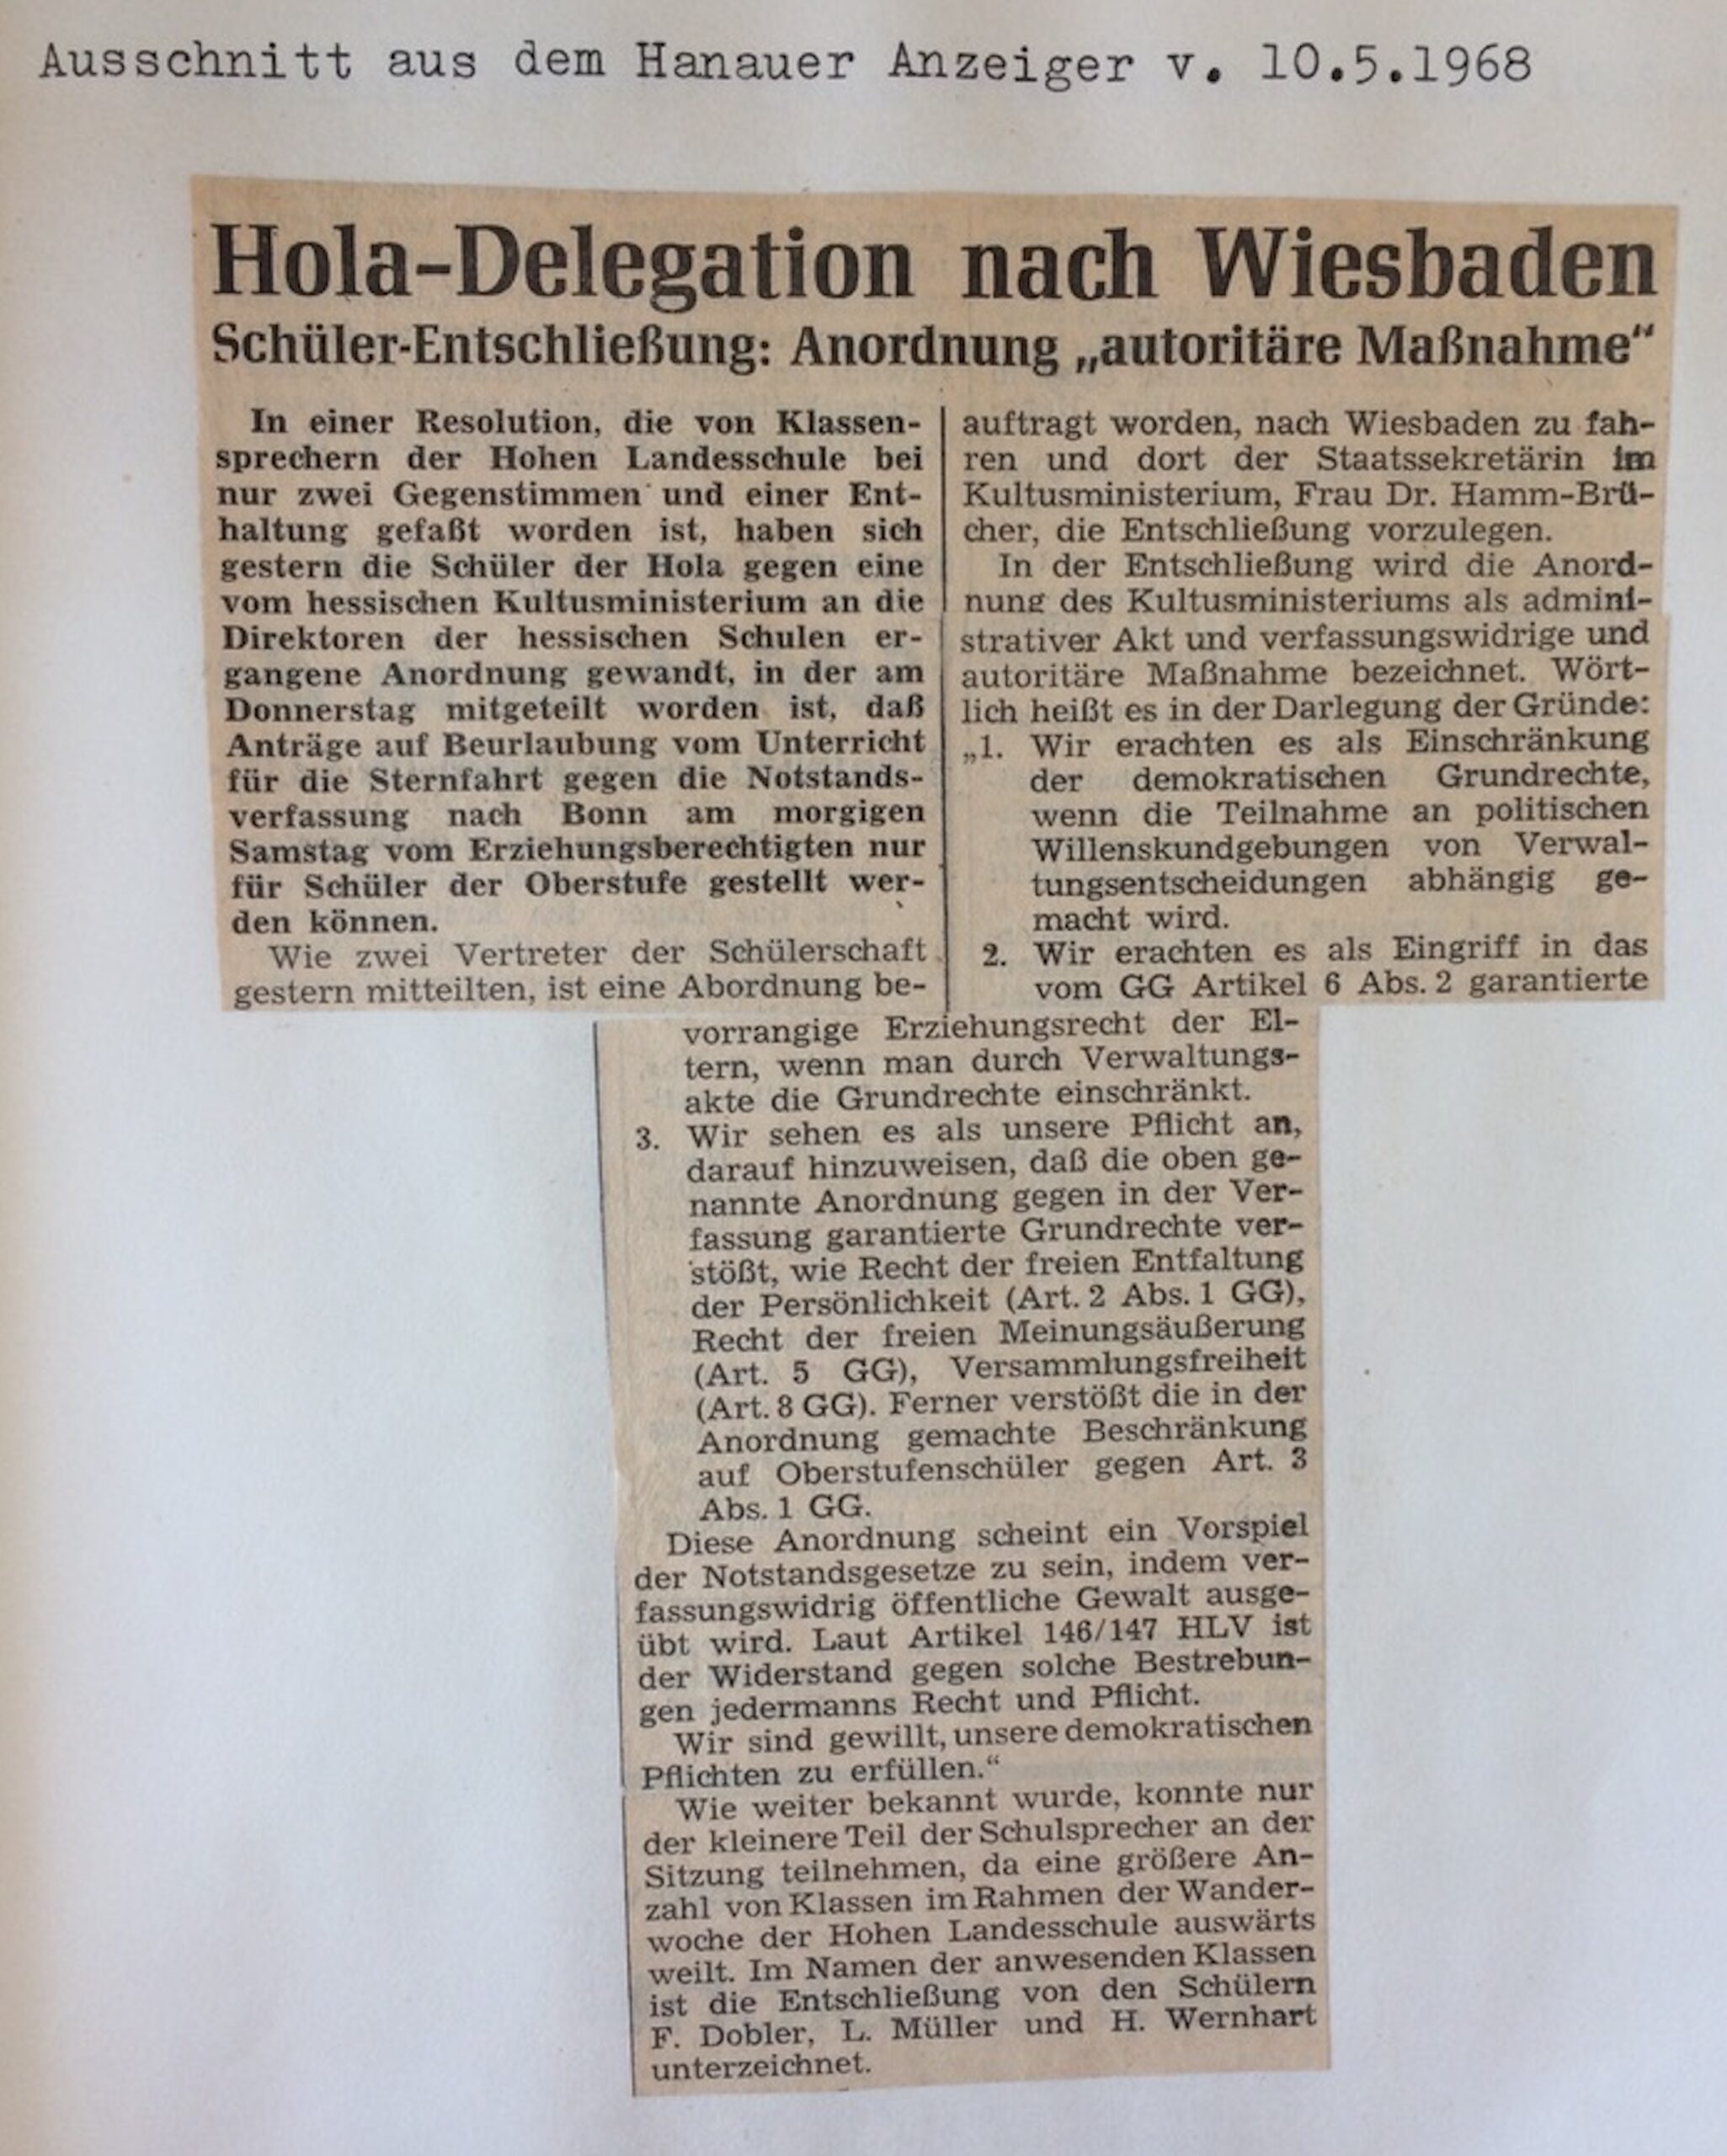 Ausschnitt aus dem Hanauer Anzeiger v. 10.5.1968
Hola-Delegation nach Wiesbaden
Schüler-Entschließung: Anordnung „autoritäre Maßnahme“
In einer Resolution, die von Klassen-
sprechern der Hohen Landesschule bei
nur zwei Gegenstimmen und einer Ent-
haltung gefaßt worden ist, haben sich
gestern die Schüler der Hola gegen eine
vom hessischen Kultusministerium an die
Direktoren der hessischen Schulen er-
gangene Anordnung gewandt, in der am
Donnerstag mitgeteilt worden ist, daß
Anträge auf Beurlaubung vom Unterricht
für die Sternfahrt gegen die Notstands-
verfassung nach Bonn am morgigen
Samstag vom Erziehungsberechtigten nur
für Schüler der Oberstufe gestellt wer-
den können.
Wie zwei Vertreter der Schülerschaft
gestern mitteilten, ist eine Abordnung be-
auftragt worden, nach Wiesbaden zu fah-
ren und dort der Staatssekretärin im
Kultusministerium, Frau Dr. Hamm-Brü-
cher, die Entschließung vorzulegen.
In der Entschließung wird die Anord-
nung des Kultusministeriums als admini-
strativer Akt und verfassungswidrige und
autoritäre Maßnahme bezeichnet. Wört-
lich heißt es in der Darlegung der Gründe:
„1. Wir erachten es als Einschränkung
der demokratischen Grundrechte,
wenn die Teilnahme an politischen
Willenskundgebungen von Verwal-
tungsentscheidungen abhängig ge-
macht wird.
2. Wir erachten es als Eingriff in das
vom GG Artikel 6 Abs. 2 garantierte
vorrangige Erziehungsrecht der El-
tern, wenn man durch Verwaltungs-
akte die Grundrechte einschränkt.
3. Wir sehen es als unsere Pflicht an,
darauf hinzuweisen, daß die oben ge-
nannte Anordnung gegen in der Ver-
fassung garantierte Grundrechte ver-
stößt, wie Recht der freien Entfaltung
der Persönlichkeit (Art. 2 Abs. 1 GG),
Recht der freien Meinungsäußerung
(Art. 5 GG), Versammlungsfreiheit
(Art. 8 GG). Ferner verstößt die in der
Anordnung gemachte Beschränkung
auf Oberstufenschüler gegen Art. 3
Abs. 1 GG.
Diese Anordnung scheint ein Vorspiel
der Notstandsgesetze zu sein, indem ver-
fassungswidrig öffentliche Gewalt ausge-
übt wird. Laut Artikel 146/147 HLV ist
der Widerstand gegen solche Bestrebun-
gen jedermanns Recht und Pflicht.
Wir sind gewillt, unsere demokratischen
Pflichten zu erfüllen.“
Wie weiter bekannt wurde, konnte nur
der kleinere Teil der Schulsprecher an der
Sitzung teilnehmen, da eine größere An-
zahl von Klassen im Rahmen der Wander-
woche der Hohen Landesschule auswärts
weilt. Im Namen der anwesenden Klassen
ist die Entschließung von den Schülern
F. Dobler, L. Müller und H. Wernhart
unterzeichnet.